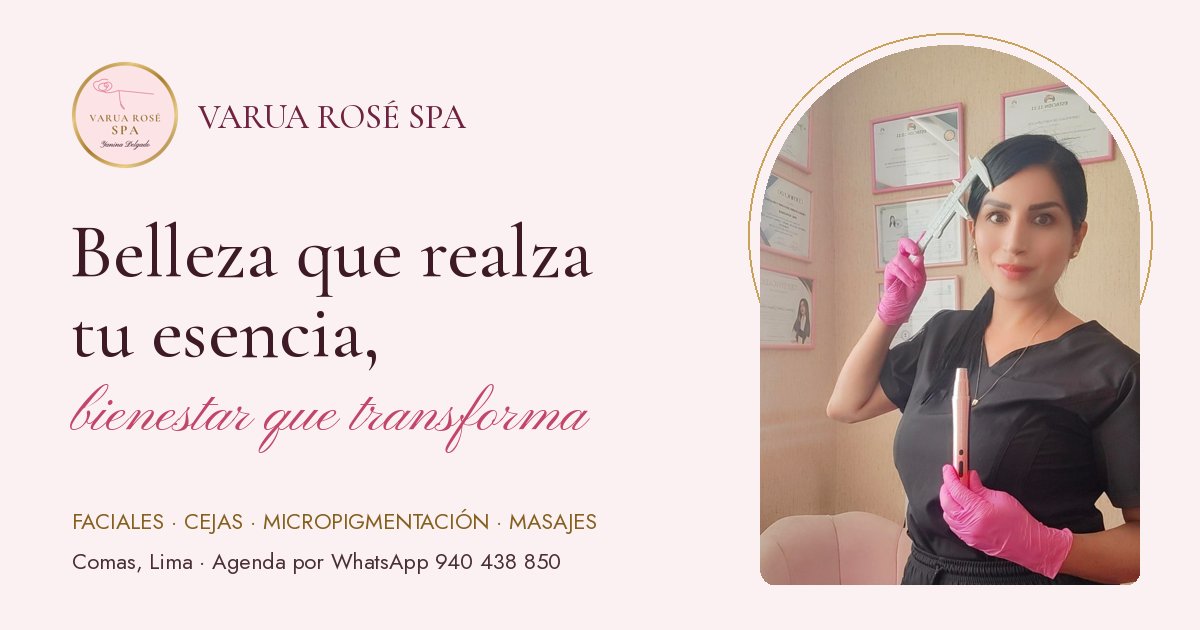 VARUA ROSÉ
SPA
Yanina Delgado
VARUA ROSÉ SPA
Belleza que realza
tu esencia,
bienestar que transforma
FACIALES · CEJAS · MICROPIGMENTACIÓN · MASAJES
Comas, Lima · Agenda por WhatsApp 940 438 850